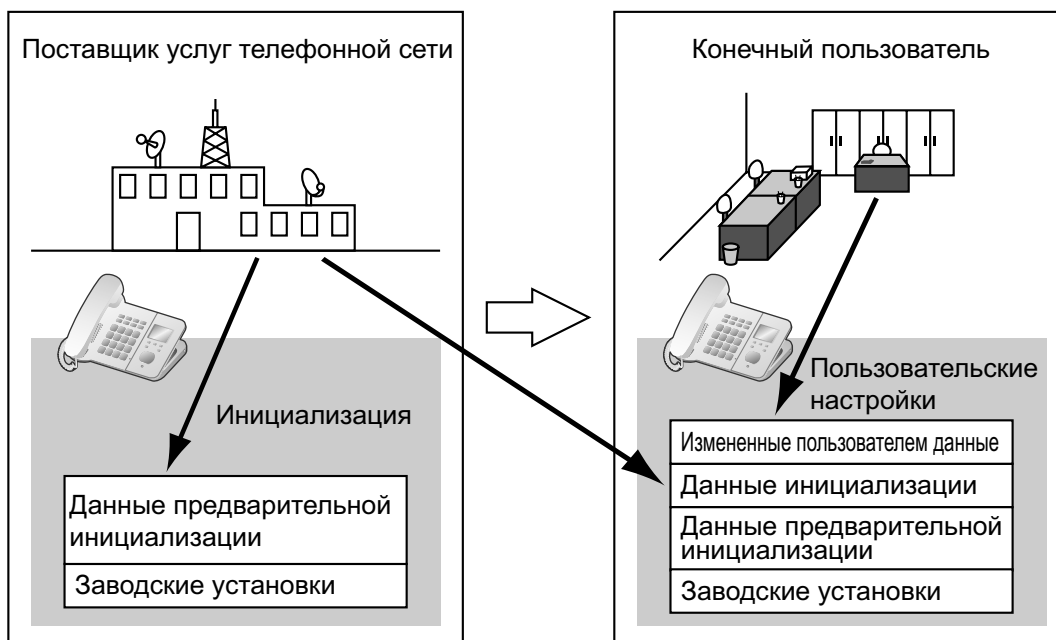 Поставщик услуг телефонной сети
Инициализация
Данные предварительной
инициализации
Заводские установки
Конечный пользователь
Пользовательские
настройки
Измененные пользователем данные
Данные инициализации
Данные предварительной
инициализации
Заводские установки